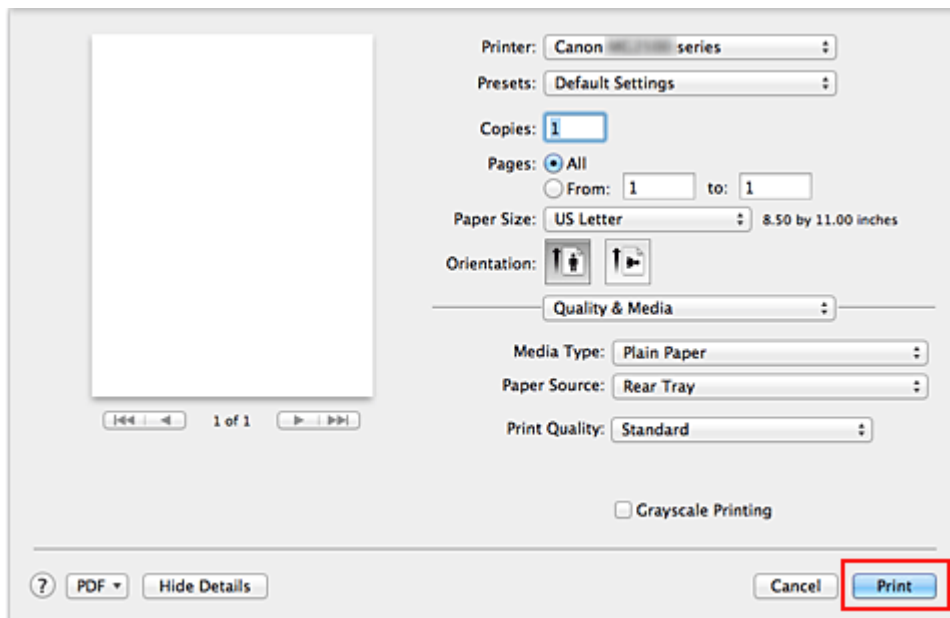 Printer: Canon series
Presets: Default Settings
Copies: 1
Pages: All
From: 1 to: 1
Paper Size: US Letter 8.50 by 11.00 inches
Orientation:
Quality & Media
Media Type: Plain Paper
Paper Source: Rear Tray
1 of 1
Print Quality: Standard
Grayscale Printing
? PDF Hide Details Cancel Print